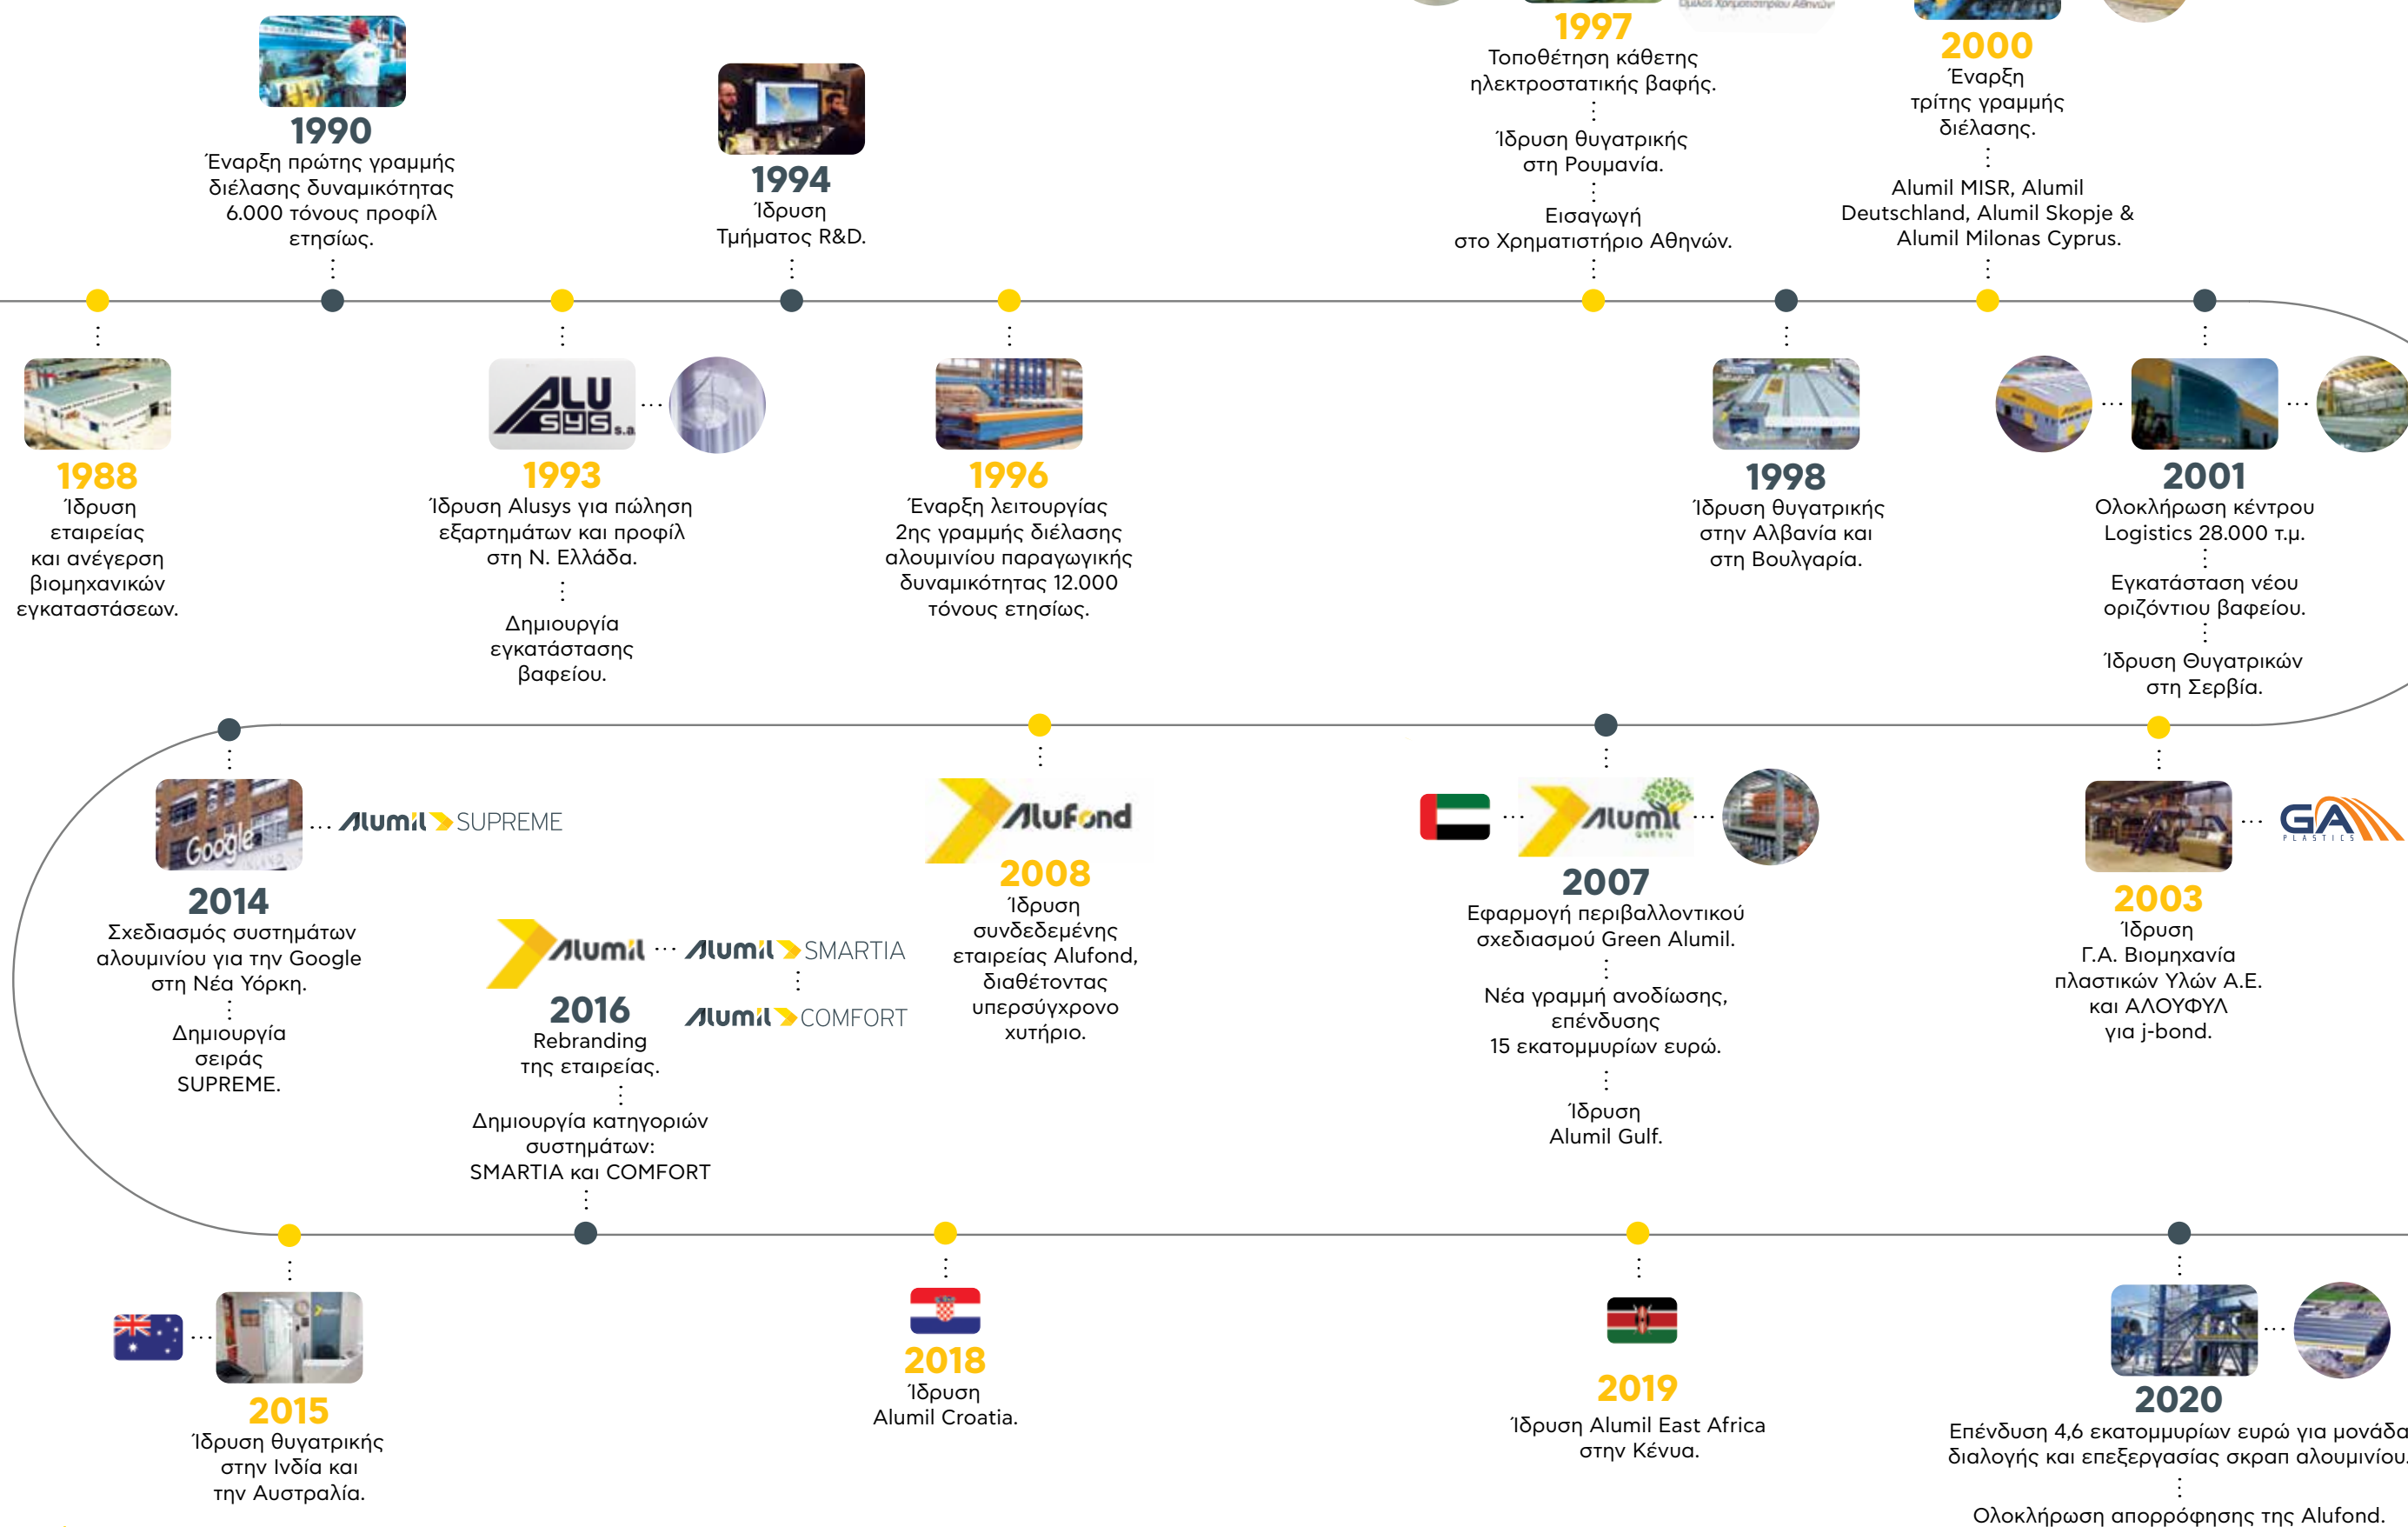 1988
Ίδρυση
εταιρείας
και ανέγερση
βιομηχανικών
εγκαταστάσεων.
1990
Έναρξη πρώτης γραμμής
διέλασης δυναμικότητας
6.000 τόνους προφίλ
ετησίως.
ALU
SYS s.a
1993
Ίδρυση Alusys για πώληση
εξαρτημάτων και προφίλ
στη Ν. Ελλάδα.
Δημιουργία
εγκατάστασης
βαφείου.
1994
Ίδρυση
Τμήματος R&D.
1996
Έναρξη λειτουργίας
2ης γραμμής διέλασης
αλουμινίου παραγωγικής
δυναμικότητας 12.000
τόνους ετησίως.
Όμιλος Χρηματιστηρίου Αθηνών
1997
Τοποθέτηση κάθετης
ηλεκτροστατικής βαφής.
Ίδρυση θυγατρικής
στη Ρουμανία.
Εισαγωγή
στο Χρηματιστήριο Αθηνών.
1998
Ίδρυση θυγατρικής
στην Αλβανία και
στη Βουλγαρία.
2000
Έναρξη
τρίτης γραμμής
διέλασης.
Alumil MISR, Alumil
Deutschland, Alumil Skopje &
Alumil Milonas Cyprus.
2001
Ολοκλήρωση κέντρου
Logistics 28.000 τ.μ.
Εγκατάσταση νέου
οριζόντιου βαφείου.
Ίδρυση Θυγατρικών
στη Σερβία.
GA
PLASTICS
2003
Ίδρυση
Γ.Α. Βιομηχανία
πλαστικών Υλών Α.Ε.
και ΑΛΟΥΦΥΛ
για j-bond.
Alumil
GREEN
2007
Εφαρμογή περιβαλλοντικού
σχεδιασμού Green Alumil.
Νέα γραμμή ανοδίωσης,
επένδυσης
15 εκατομμυρίων ευρώ.
Ίδρυση
Alumil Gulf.
Alufond
2008
Ίδρυση
συνδεδεμένης
εταιρείας Alufond,
διαθέτοντας
υπερσύγχρονο
χυτήριο.
Google
Alumil SUPREME
2014
Σχεδιασμός συστημάτων
αλουμινίου για την Google
στη Νέα Υόρκη.
Δημιουργία
σειράς
SUPREME.
2015
Ίδρυση θυγατρικής
στην Ινδία και
την Αυστραλία.
Alumil
Alumil SMARTIA
Alumil COMFORT
2016
Rebranding
της εταιρείας.
Δημιουργία κατηγοριών
συστημάτων:
SMARTIA και COMFORT
2018
Ίδρυση
Alumil Croatia.
2019
Ίδρυση Alumil East Africa
στην Κένυα.
2020
Επένδυση 4,6 εκατομμυρίων ευρώ για μονάδα
διαλογής και επεξεργασίας σκραπ αλουμινίου.
Ολοκλήρωση απορρόφησης της Alufond.